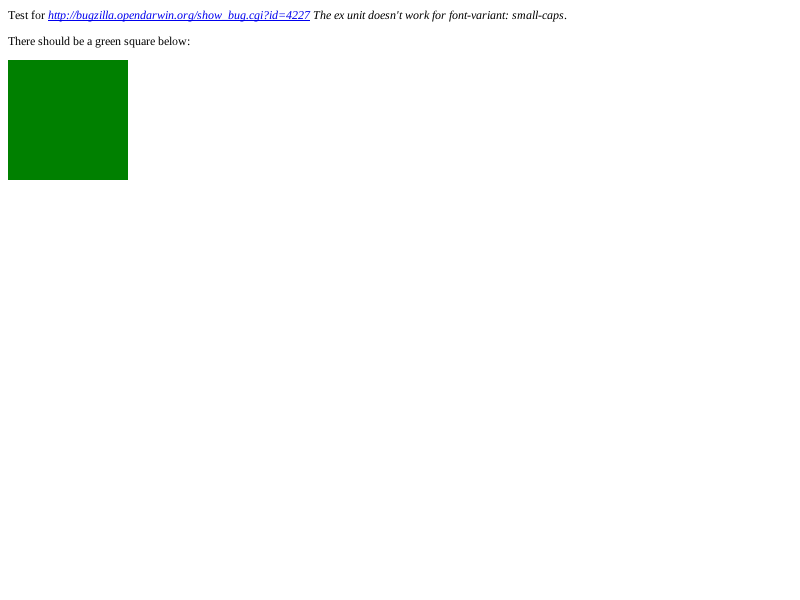 Test for http://bugzilla.opendarwin.org/show_bug.cgi?id=4227 The ex unit doesn't work for font-variant: small-caps.
There should be a green square below: